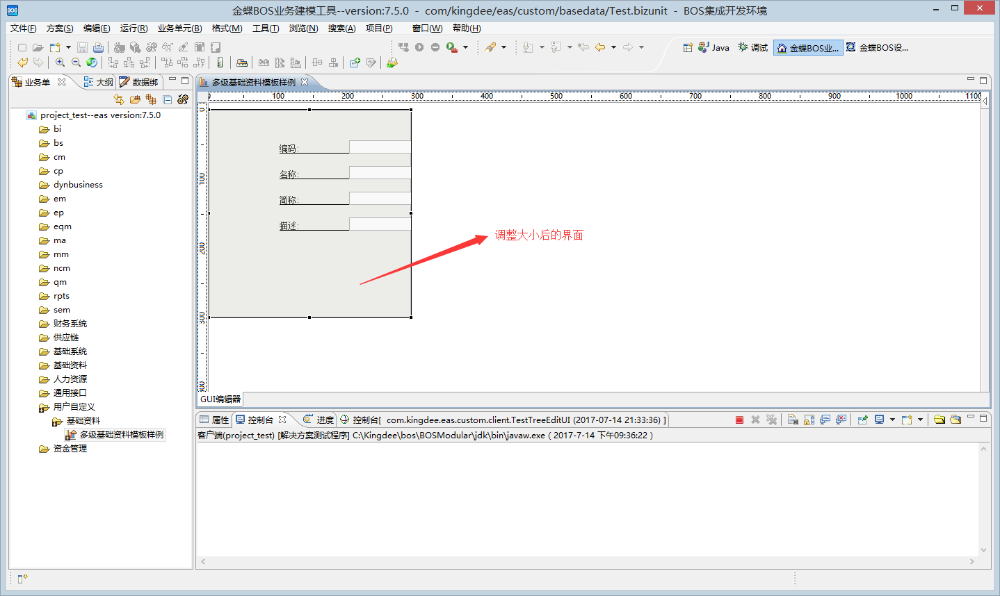 BOS
金蝶BOS业务建模工具--version:7.5.0 - com/kingdee/eas/custom/basedata/Test.bizunit - BOS集成开发环境
文件(F) 方案(S) 编辑(E) 运行(R) 业务单元(B) 格式(M) 工具(T) 浏览(N) 搜索(A) 项目(P) 窗口(W) 帮助(H)
Java 调试 金蝶BOS业... 金蝶BOS设...
业务单 大纲 数据绑
多级基础资料模板样例
0 100 200 300 400 500 600 700 800 900 1000 1100
project_test--eas version:7.5.0
bi
bs
cm
cp
dynbusiness
em
ep
eqm
ma
mm
ncm
qm
rpts
sem
财务系统
供应链
基础系统
基础资料
人力资源
通用接口
用户自定义
基础资料
多级基础资料模板样例
资金管理
0
100
200
300
编码:
名称:
简称:
描述:
调整大小后的界面
GUI编辑器
属性 控制台 进度 控制台[ com.kingdee.eas.custom.client.TestTreeEditUI (2017-07-14 21:33:36) ]
客户端(project_test) [解决方案测试程序] C:\Kingdee\bos\BOSModular\jdk\bin\javaw.exe ( 2017-7-14 下午09:36:22 )